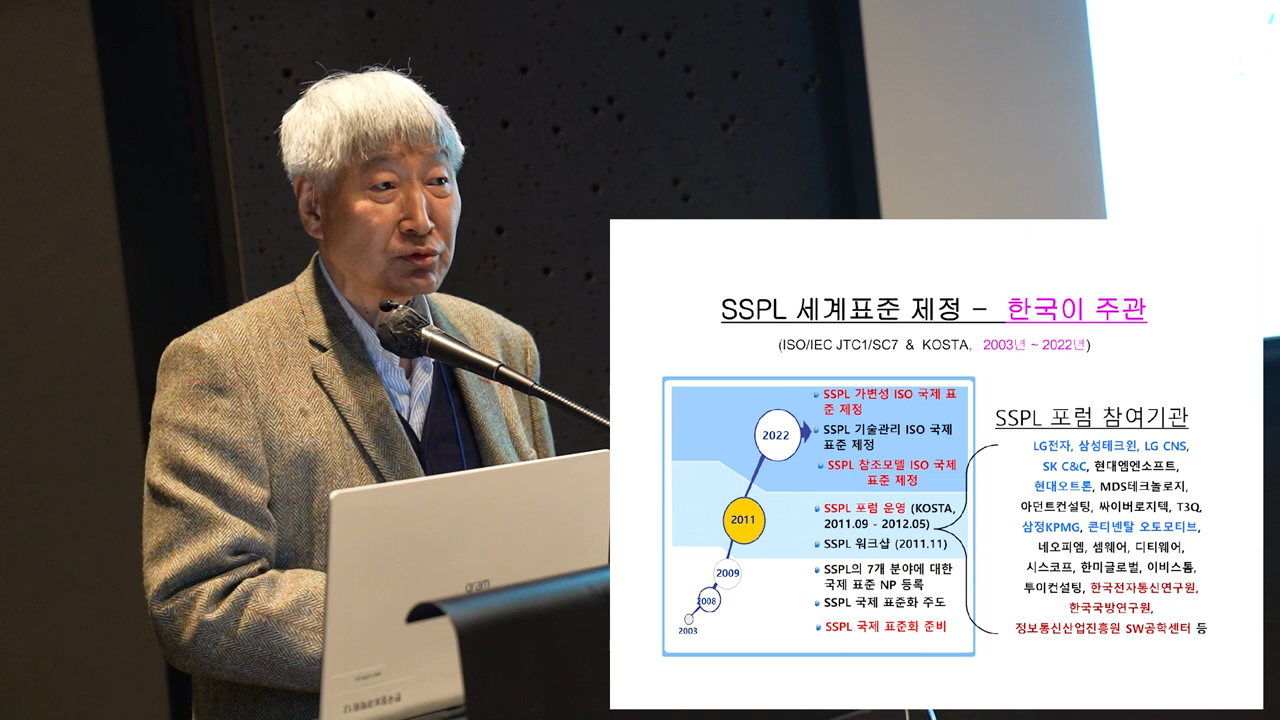 SSPL 세계표준 제정 - 한국이 주관
(ISO/IEC JTC1/SC7 & KOSTA, 2003년 ~ 2022년)
SSPL 가변성 ISO 국제 표
준 제정
2022
SSPL 기술관리 ISO 국제
표준 제정
SSPL 참조모델 ISO 국제
표준 제정
2011
SSPL 포럼 운영 (KOSTA,
2011.09 - 2012.05)
SSPL 워크샵 (2011.11)
2009
SSPL의 7개 분야에 대한
국제 표준 NP 등록
2008
SSPL 국제 표준화 주도
2003
SSPL 국제 표준화 준비
SSPL 포럼 참여기관
LG전자, 삼성테크윈, LG CNS,
SK C&C, 현대엠엔소프트,
현대오트론, MDS테크놀로지,
아던트컨설팅, 싸이버로지텍, T3Q,
삼정KPMG, 콘티넨탈 오토모티브,
네오피엠, 셈웨어, 디티웨어,
시스코프, 한미글로벌, 이비스톰,
투이컨설팅, 한국전자통신연구원,
한국국방연구원,
정보통신산업진흥원 SW공학센터 등
gram